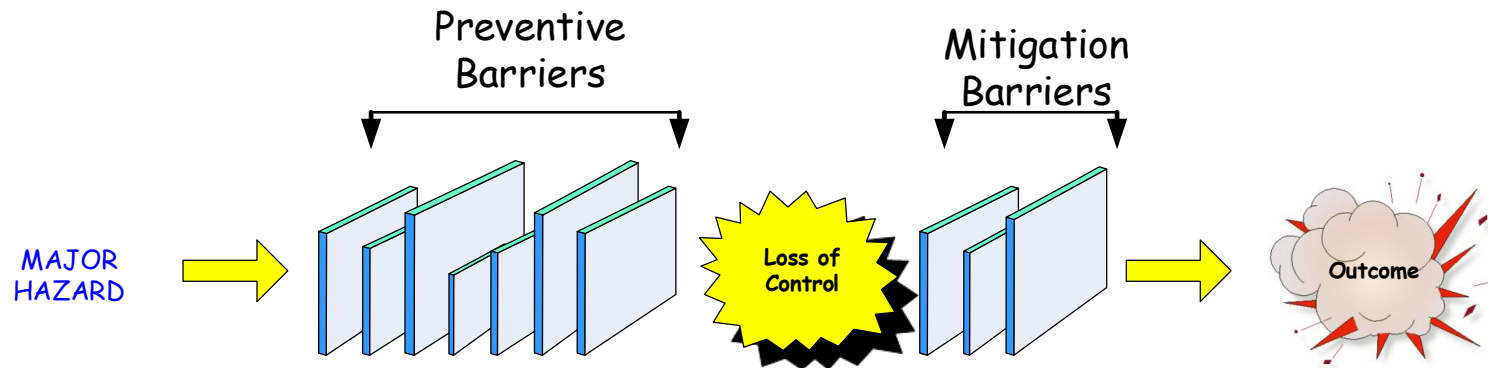 Preventive
Barriers
Mitigation
Barriers
MAJOR
HAZARD
Loss of
Control
Outcome